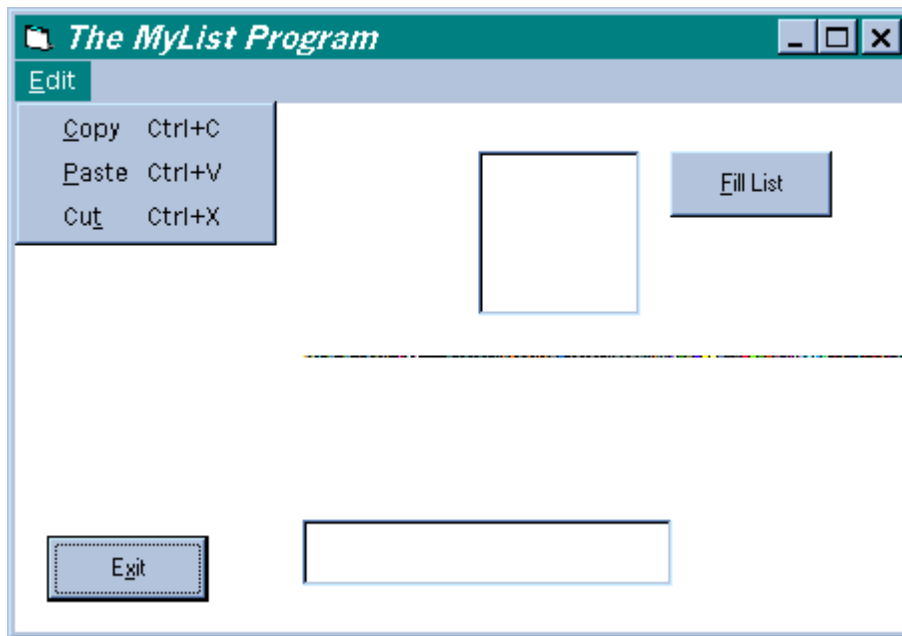 The MyList Program
Edit
Copy Ctrl+C
Paste Ctrl+V
Cut Ctrl+X
Fill List
Exit